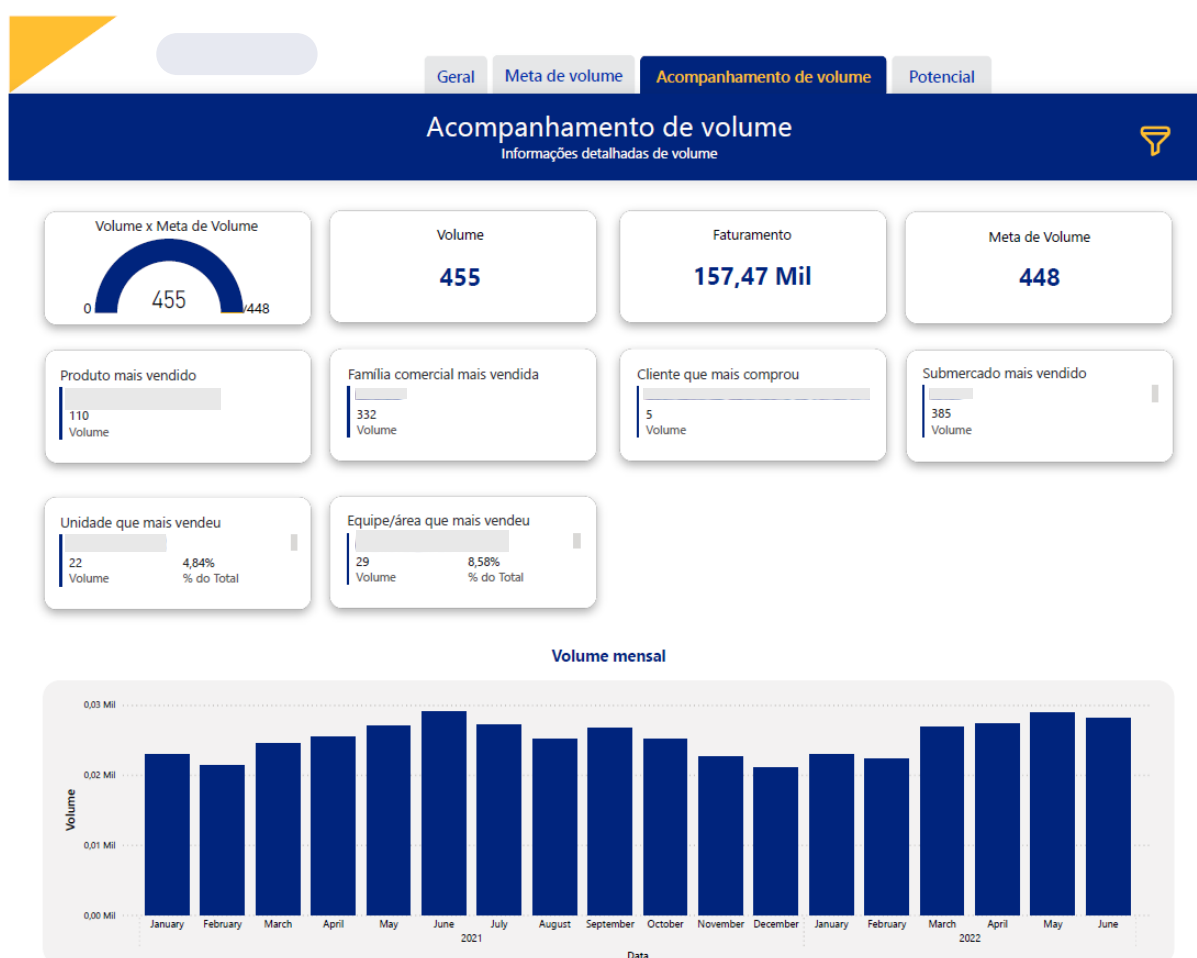 Geral Meta de volume Acompanhamento de volume Potencial
Acompanhamento de volume
Informações detalhadas de volume
Volume x Meta de Volume
455
0 /448
Volume
455
Faturamento
157,47 Mil
Meta de Volume
448
Produto mais vendido
110
Volume
Família comercial mais vendida
332
Volume
Cliente que mais comprou
5
Volume
Submercado mais vendido
385
Volume
Unidade que mais vendeu
22 4,84%
Volume % do Total
Equipe/área que mais vendeu
29 8,58%
Volume % do Total
Volume mensal
0,03 Mil
0,02 Mil
0,01 Mil
0,00 Mil
Volume
January February March April May June July August September October November December January February March April May June
2021 2022
Data